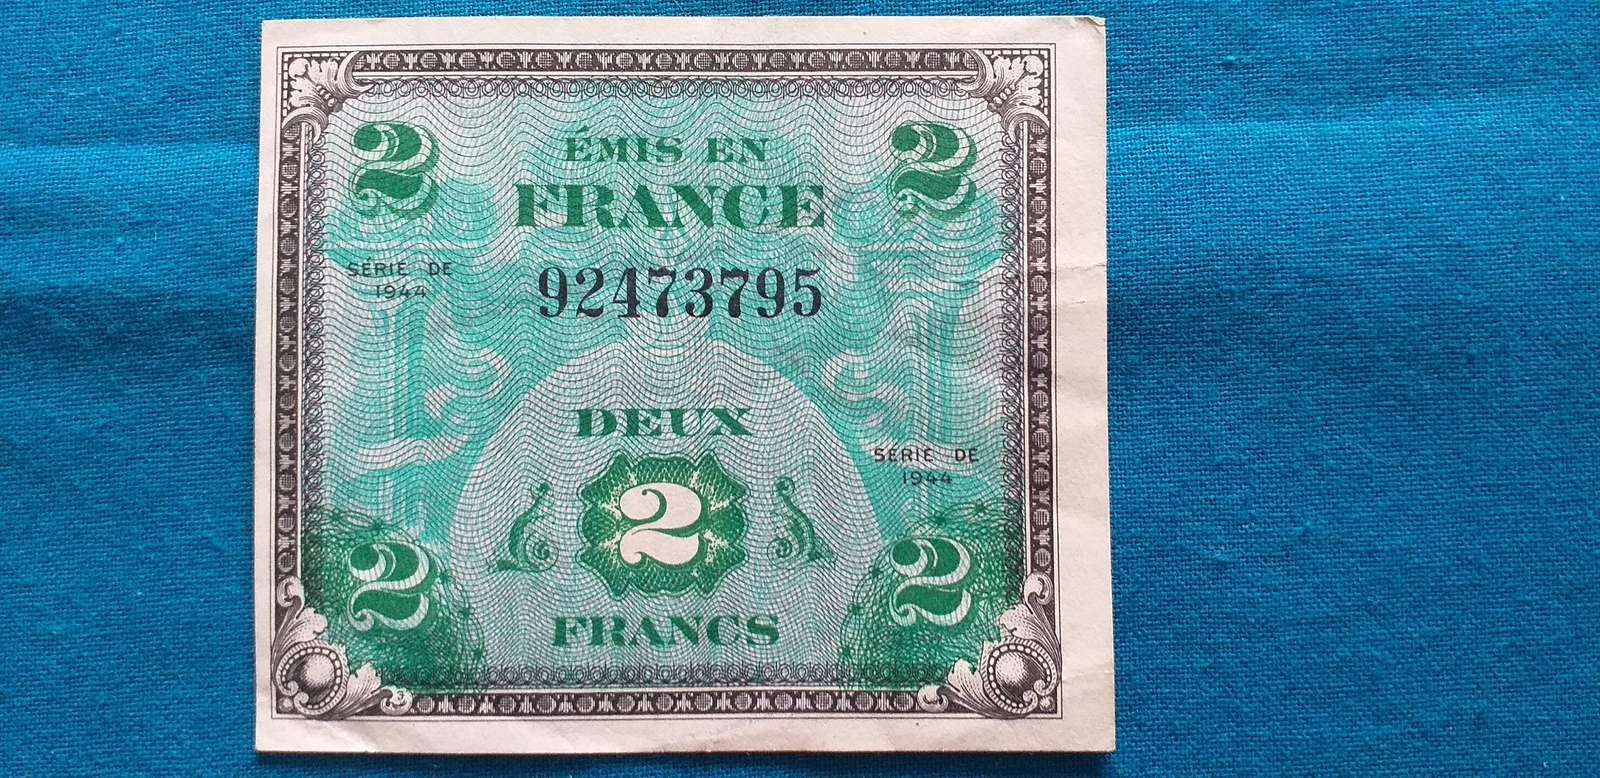 2 ÉMIS EN 2
FRANCE
SÉRIE DE
1944
92473795
DEUX
SÉRIE DE
1944
2
2 2
FRANCS